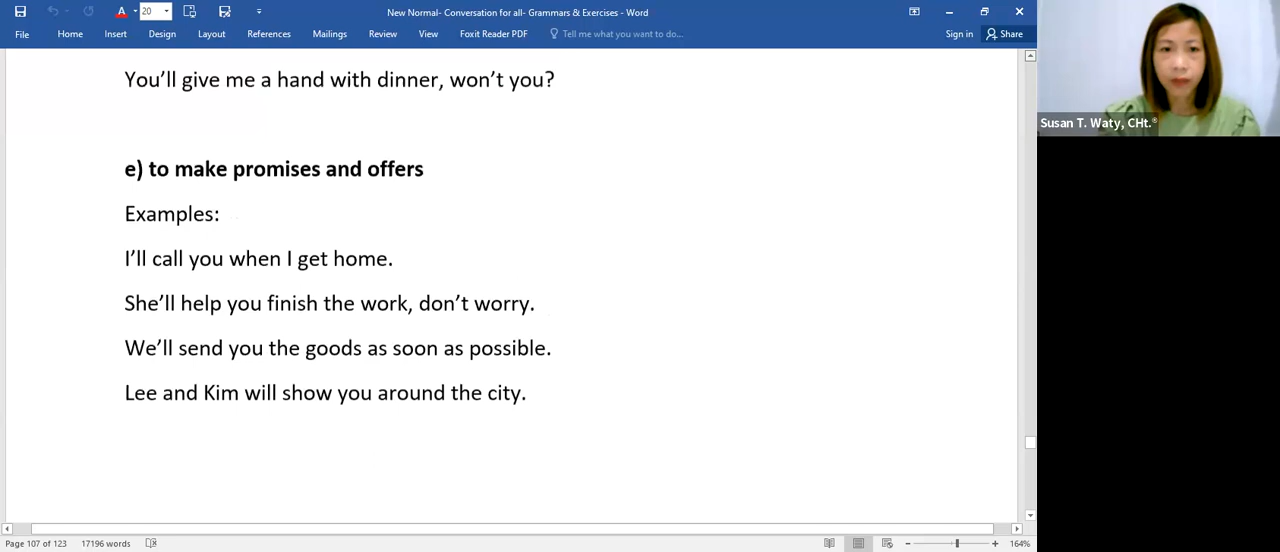 20
New Normal- Conversation for all- Grammars & Exercises - Word
File Home Insert Design Layout References Mailings Review View Foxit Reader PDF Tell me what you want to do... Sign in Share
You'll give me a hand with dinner, won't you?
e) to make promises and offers
Examples:
I'll call you when I get home.
She'll help you finish the work, don't worry.
We'll send you the goods as soon as possible.
Lee and Kim will show you around the city.
Page 107 of 123 17196 words 164%
Susan T. Waty, CHt.®